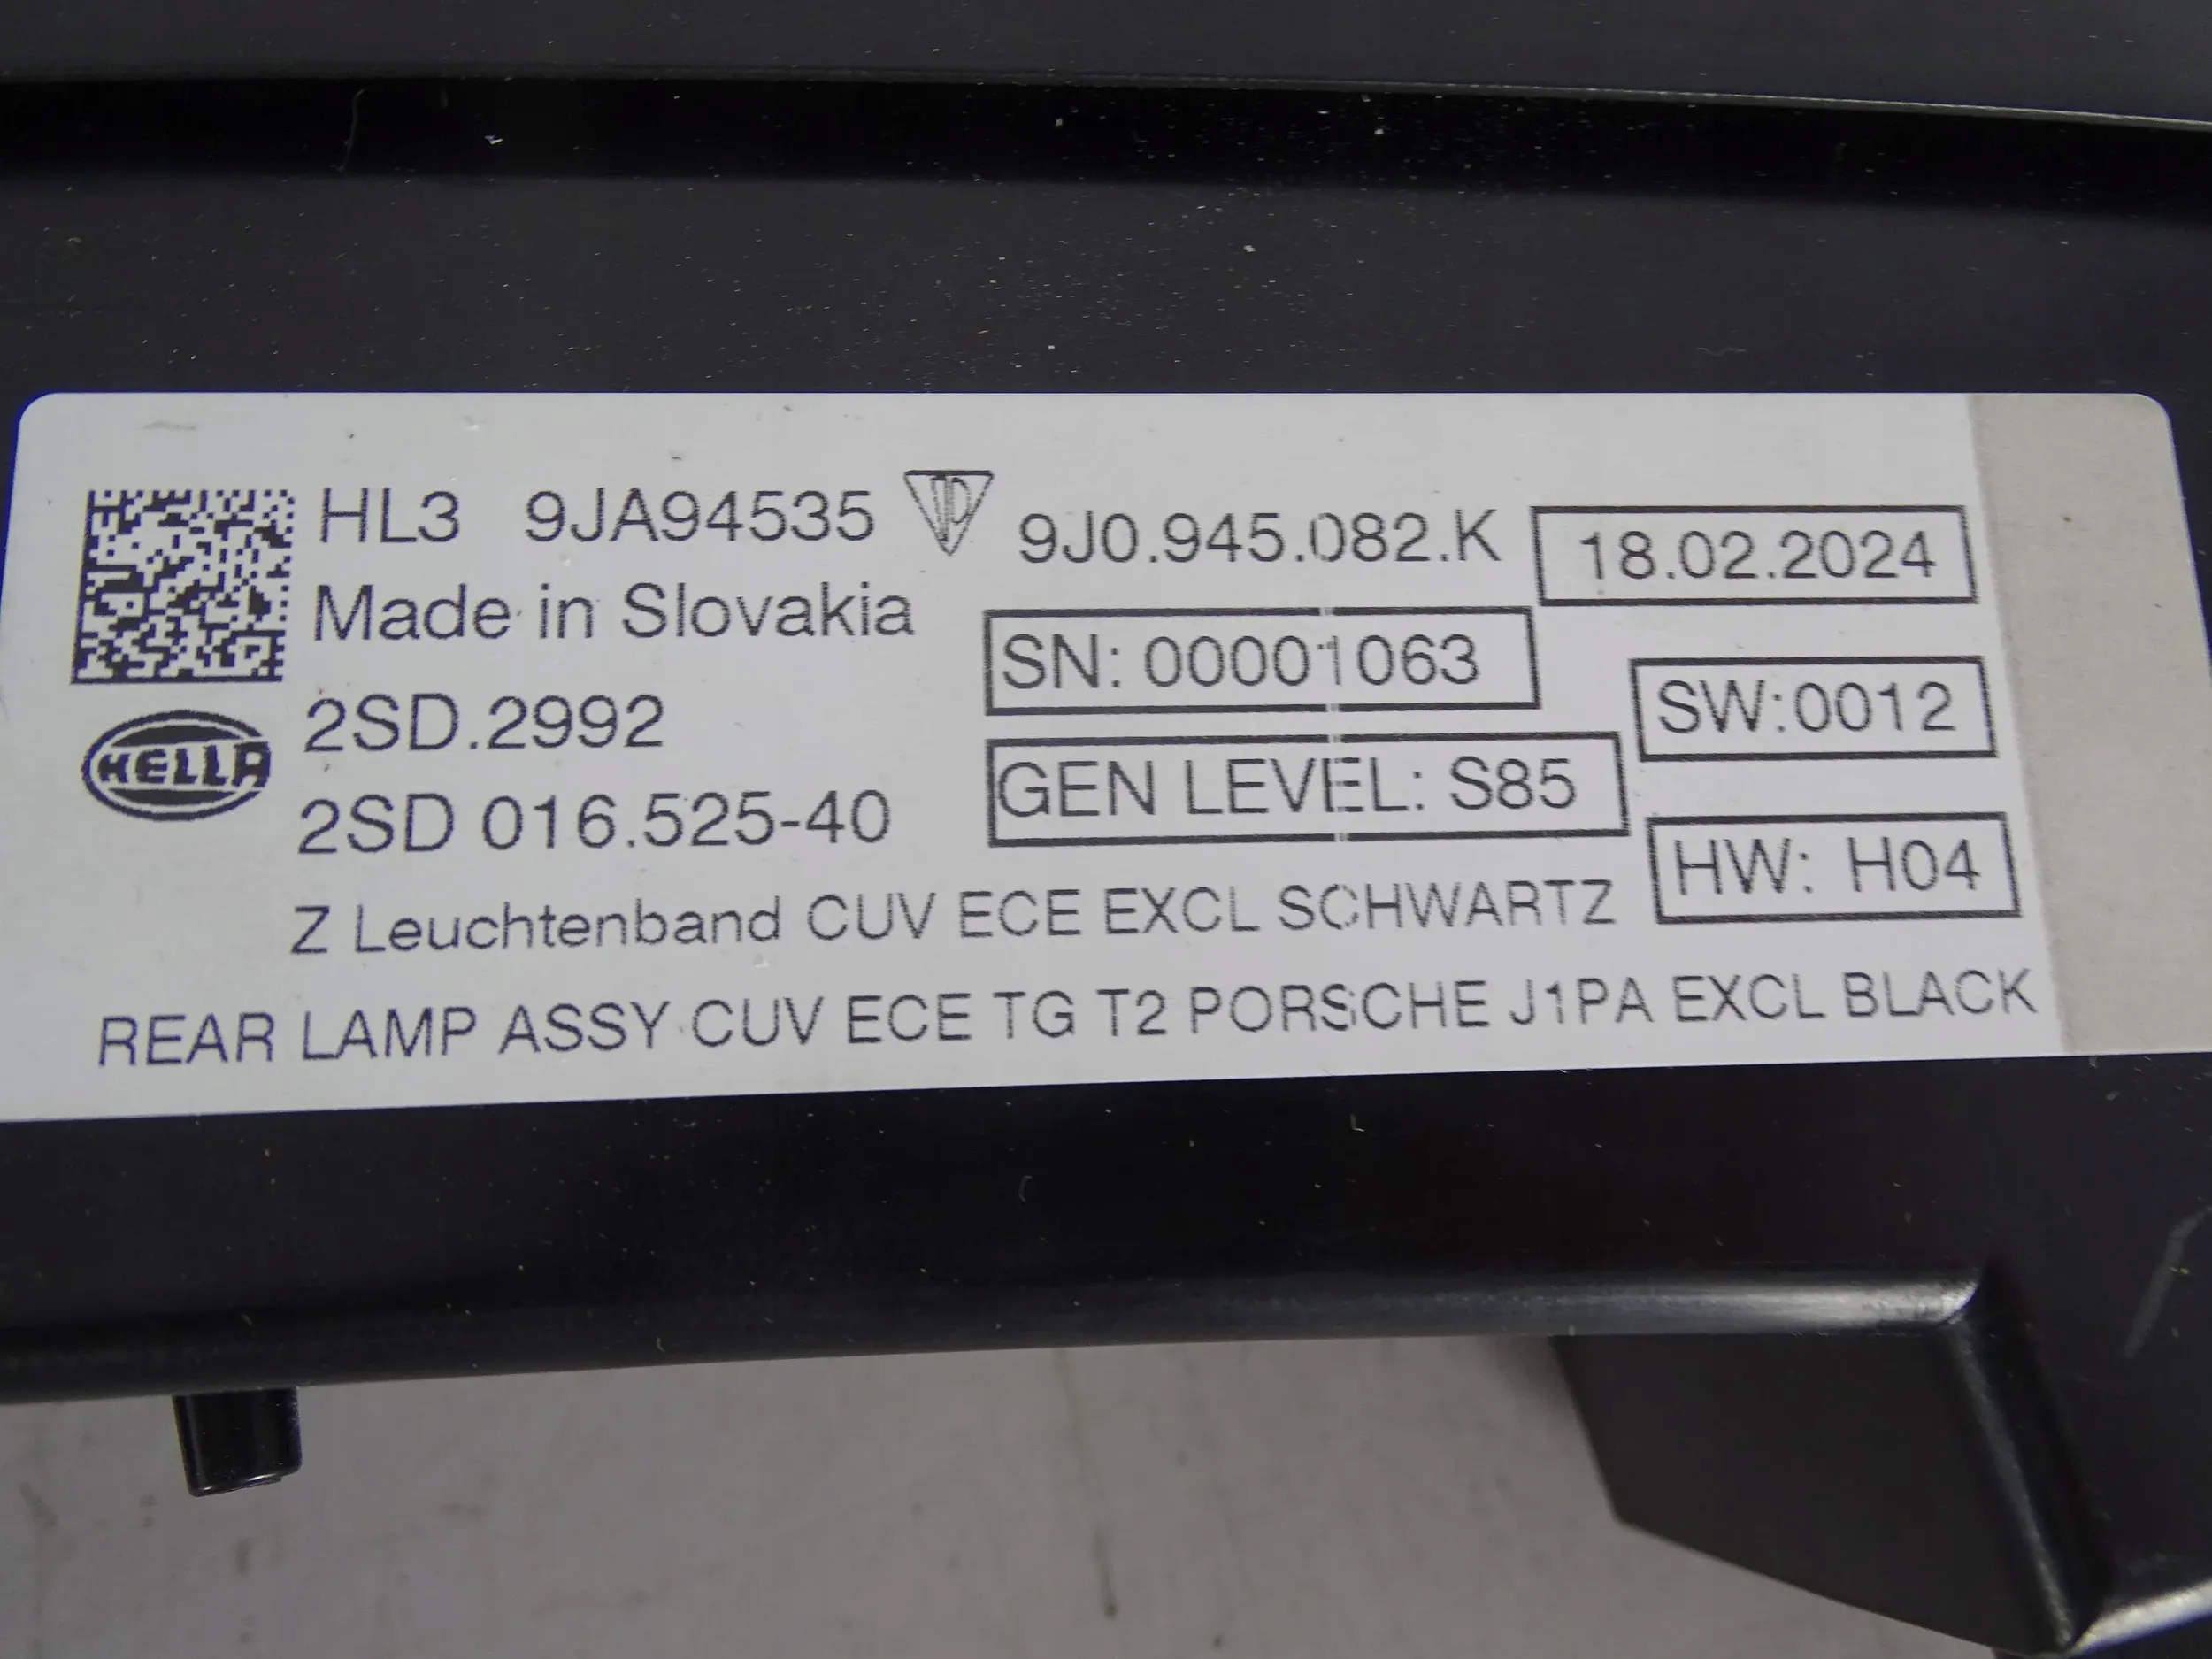 HL3 9JA94535
9J0.945.082.K
18.02.2024
Made in Slovakia
SN: 00001063
2SD.2992
SW:0012
HELLA
GEN LEVEL: S85
2SD 016.525-40
HW: H04
Z Leuchtenband CUV ECE EXCL SCHWARTZ
REAR LAMP ASSY CUV ECE TG T2 PORSCHE J1PA EXCL BLACK